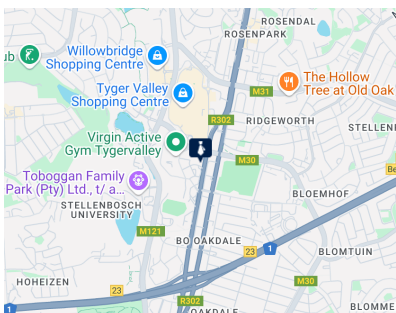 ROSENDAL
ROSENPARK
ub
Willowbridge
Shopping Centre
The Hollow
Tree at Old Oak
Tyger Valley
Shopping Centre
M31
R302
RIDGEWORTH
STELLEN
Virgin Active
Gym Tygervalley
M30
Toboggan Family
Park (Pty) Ltd., t/ a...
Be
BLOEMHOF
STELLENBOSCH
UNIVERSITY
M121
BO OAKDALE
1
23
BLOMTUIN
HOHEIZEN
23
M30
R302
1
OAKDALE
BLOMME